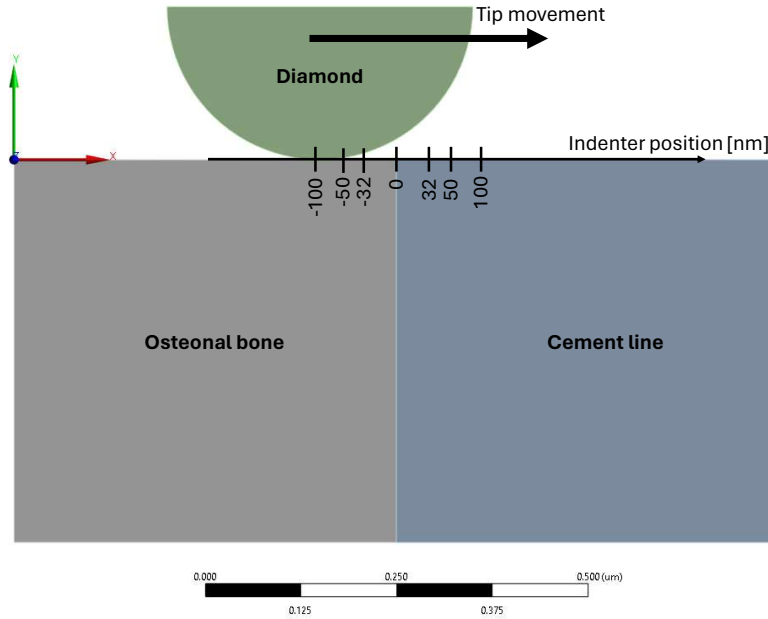 Tip movement
Diamond
Y
Z
X
Indenter position [nm]
-100
-50
-32
0
32
50
100
Osteonal bone
Cement line
0.000
0.250
0.500 (um)
0.125
0.375